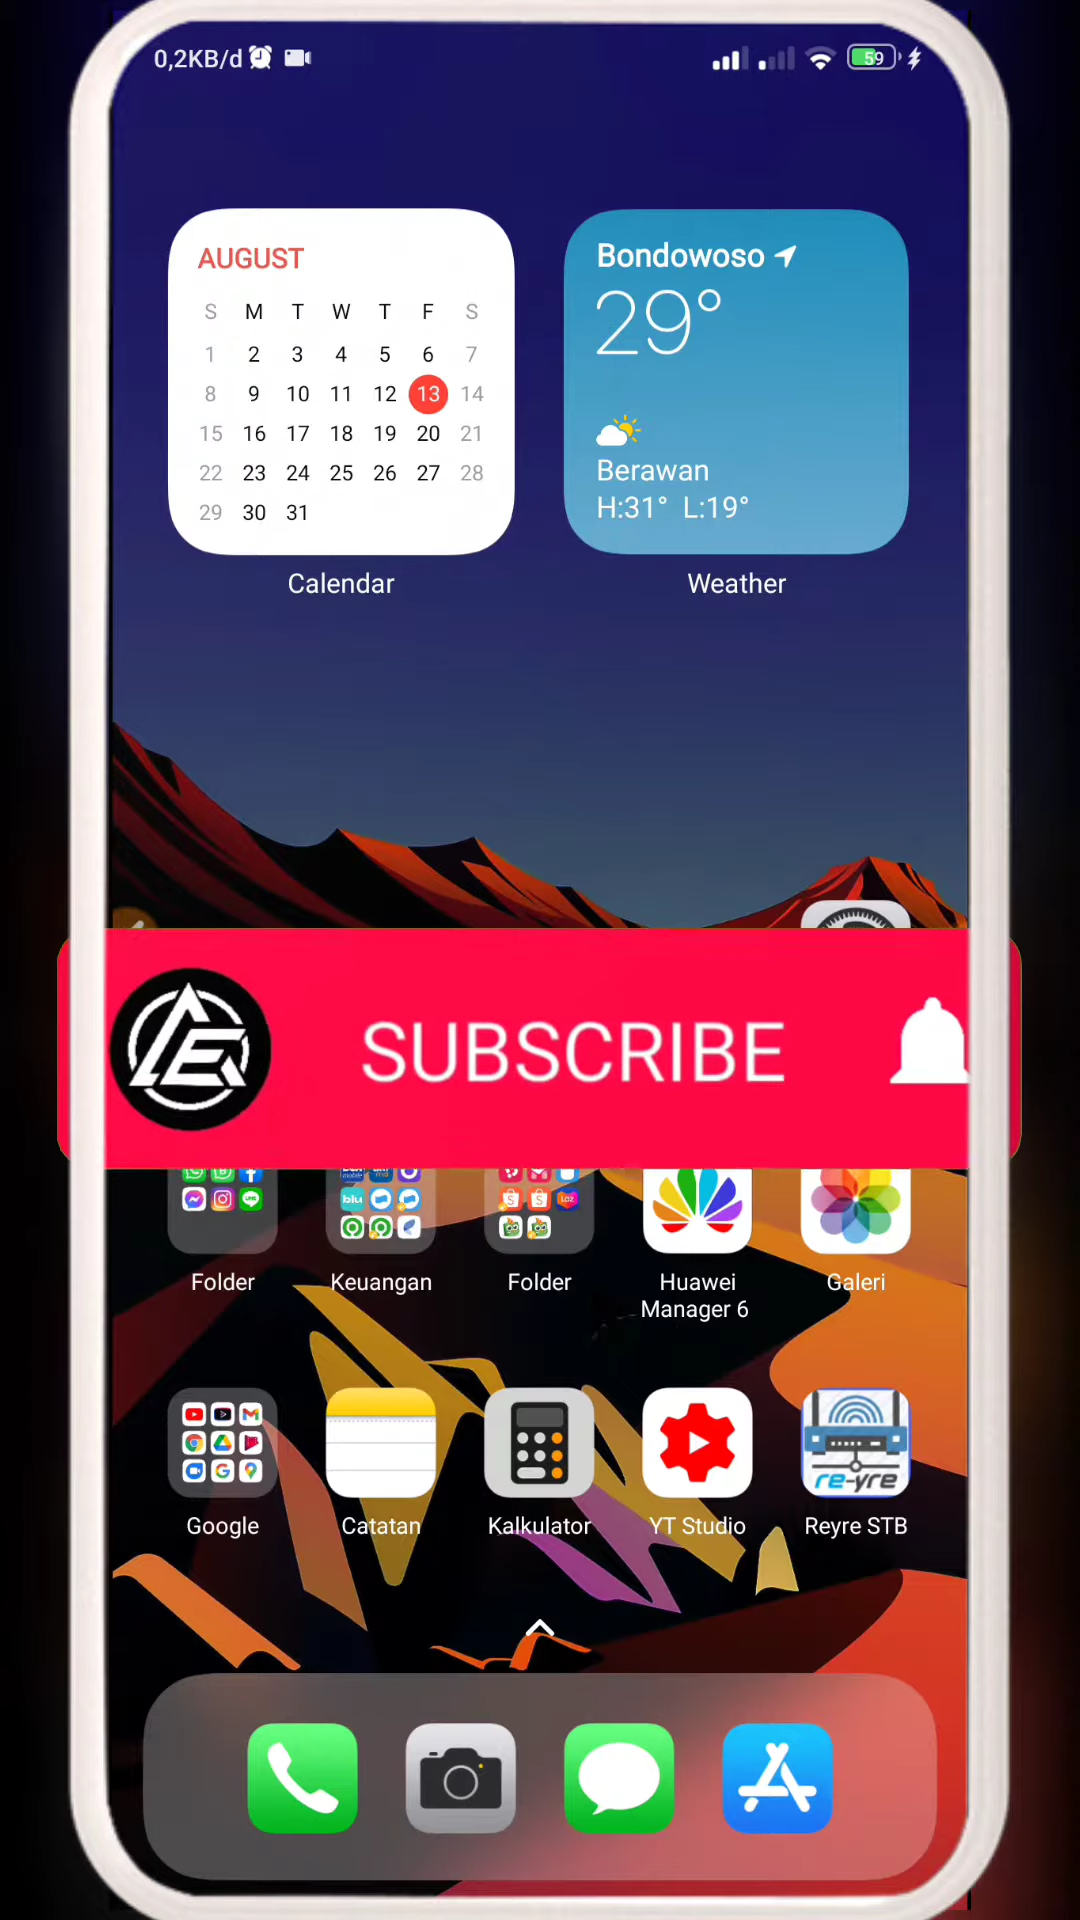 0,2KB/d 59
AUGUST
S M T W T F S
1 2 3 4 5 6 7
8 9 10 11 12 13 14
15 16 17 18 19 20 21
22 23 24 25 26 27 28
29 30 31
Calendar
Bondowoso
29°
Berawan
H:31° L:19°
Weather
SUBSCRIBE
blu
Folder
Keuangan
Folder
Huawei
Manager 6
Galeri
re-yre
Google
Catatan
Kalkulator
YT Studio
Reyre STB